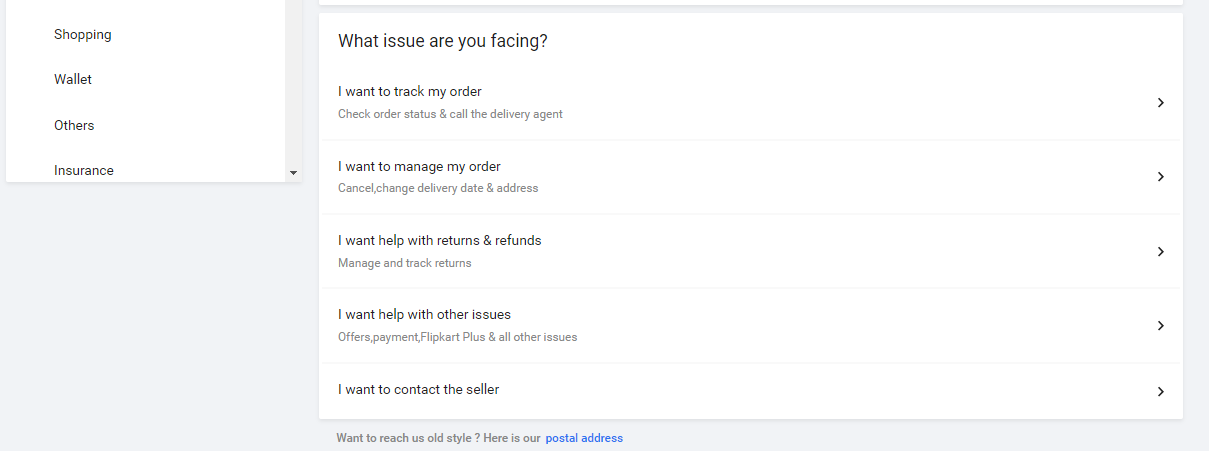 Shopping
Wallet
Others
Insurance
What issue are you facing?
I want to track my order
Check order status & call the delivery agent
I want to manage my order
Cancel,change delivery date & address
I want help with returns & refunds
Manage and track returns
I want help with other issues
Offers,payment,Flipkart Plus & all other issues
I want to contact the seller
Want to reach us old style ? Here is our postal address